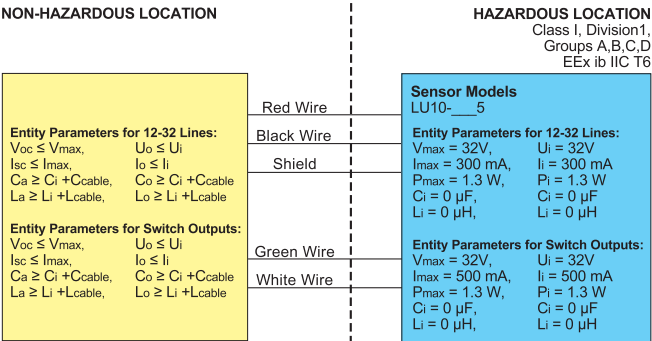 NON-HAZARDOUS LOCATION
HAZARDOUS LOCATION
Class I, Division1,
Groups A,B,C,D
EEx ib IIC T6
Entity Parameters for 12-32 Lines:
Voc ≤ Vmax, Uo ≤ Ui
Isc ≤ Imax, Io ≤ Ii
Ca ≥ Ci +Ccable, Co ≥ Ci +Ccable
La ≥ Li +Lcable, Lo ≥ Li +Lcable
Entity Parameters for Switch Outputs:
Voc ≤ Vmax, Uo ≤ Ui
Isc ≤ Imax, Io ≤ Ii
Ca ≥ Ci +Ccable, Co ≥ Ci +Ccable
La ≥ Li +Lcable, Lo ≥ Li +Lcable
Red Wire
Black Wire
Shield
Green Wire
White Wire
Sensor Models
LU10-___5
Entity Parameters for 12-32 Lines:
Vmax = 32V, Ui = 32V
Imax = 300 mA, Ii = 300 mA
Pmax = 1.3 W, Pi = 1.3 W
Ci = 0 µF, Ci = 0 µF
Li = 0 µH, Li = 0 µH
Entity Parameters for Switch Outputs:
Vmax = 32V, Ui = 32V
Imax = 500 mA, Ii = 500 mA
Pmax = 1.3 W, Pi = 1.3 W
Ci = 0 µF, Ci = 0 µF
Li = 0 µH, Li = 0 µH